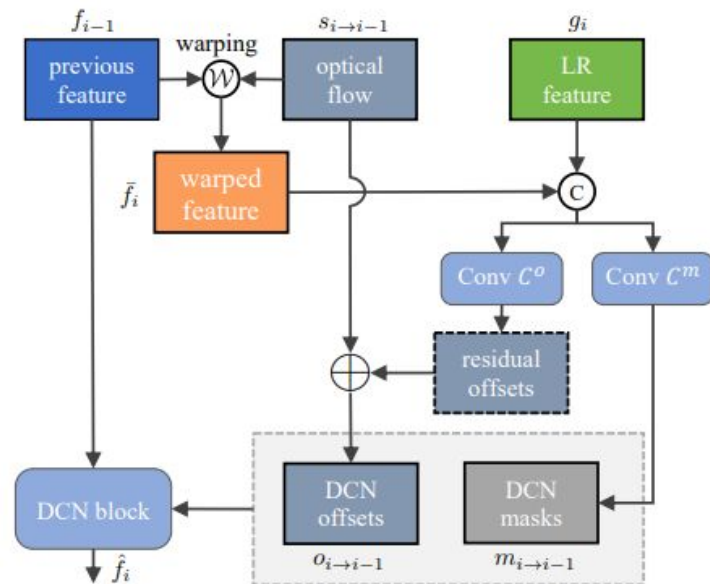 f_{i−1}
s_{i→i−1}
g_i
warping
previous
feature
W
optical
flow
LR
feature
f̄_i
warped
feature
C
Conv C^o
Conv C^m
residual
offsets
DCN block
DCN
offsets
DCN
masks
f̂_i
o_{i→i−1}
m_{i→i−1}